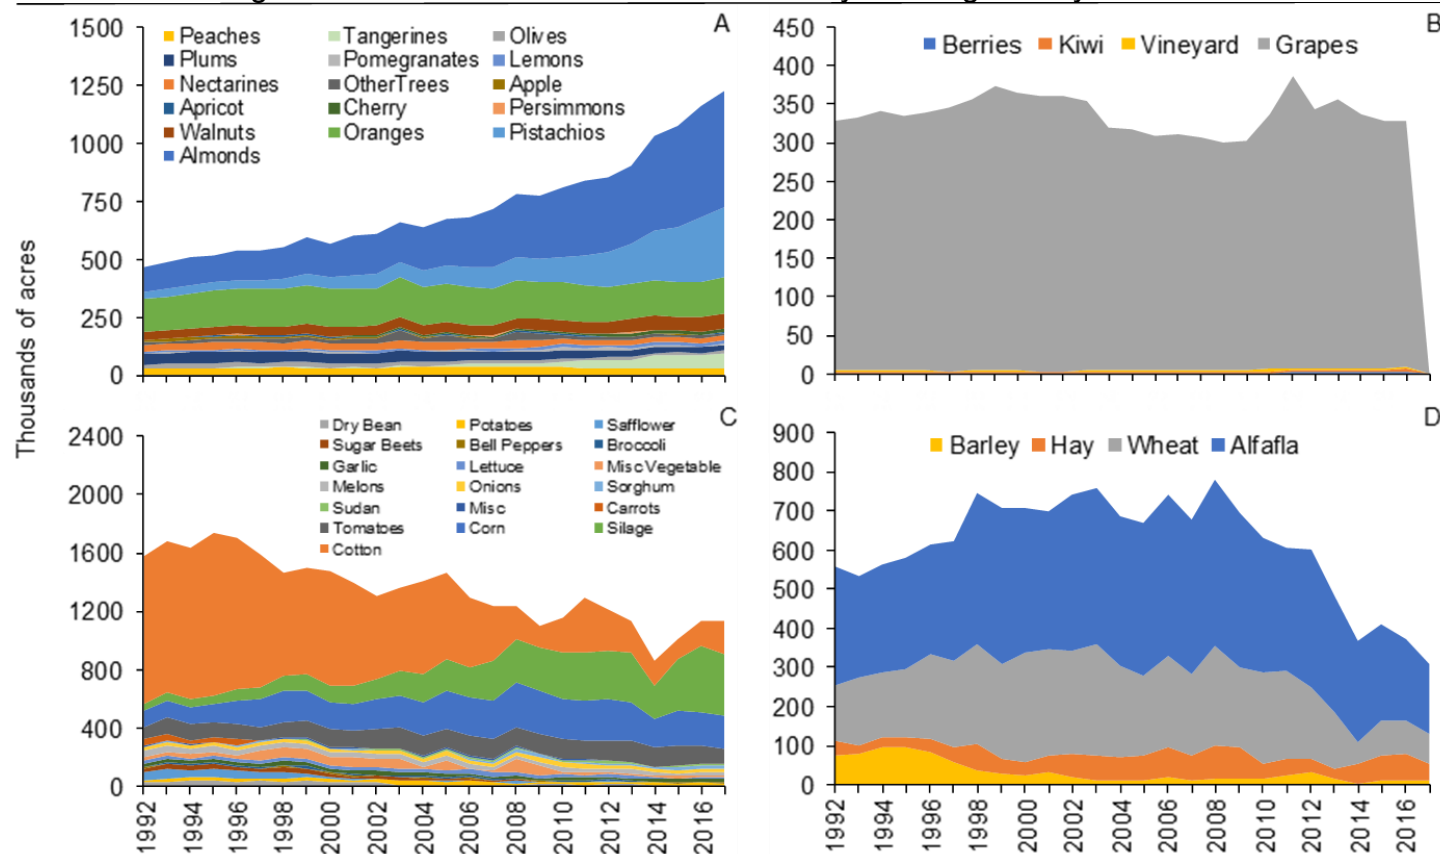 A
1500
1250
1000
750
500
250
0
Peaches Tangerines Olives
Plums Pomegranates Lemons
Nectarines OtherTrees Apple
Apricot Cherry Persimmons
Walnuts Oranges Pistachios
Almonds
B
450
400
350
300
250
200
150
100
50
0
Berries Kiwi Vineyard Grapes
Thousands of acres
C
2400
2000
1600
1200
800
400
0
Dry Bean Potatoes Safflower
Sugar Beets Bell Peppers Broccoli
Garlic Lettuce Misc Vegetable
Melons Onions Sorghum
Sudan Misc Carrots
Tomatoes Corn Silage
Cotton
1992 1994 1996 1998 2000 2002 2004 2006 2008 2010 2012 2014 2016
D
900
800
700
600
500
400
300
200
100
0
Barley Hay Wheat Alfafla
1992 1994 1996 1998 2000 2002 2004 2006 2008 2010 2012 2014 2016